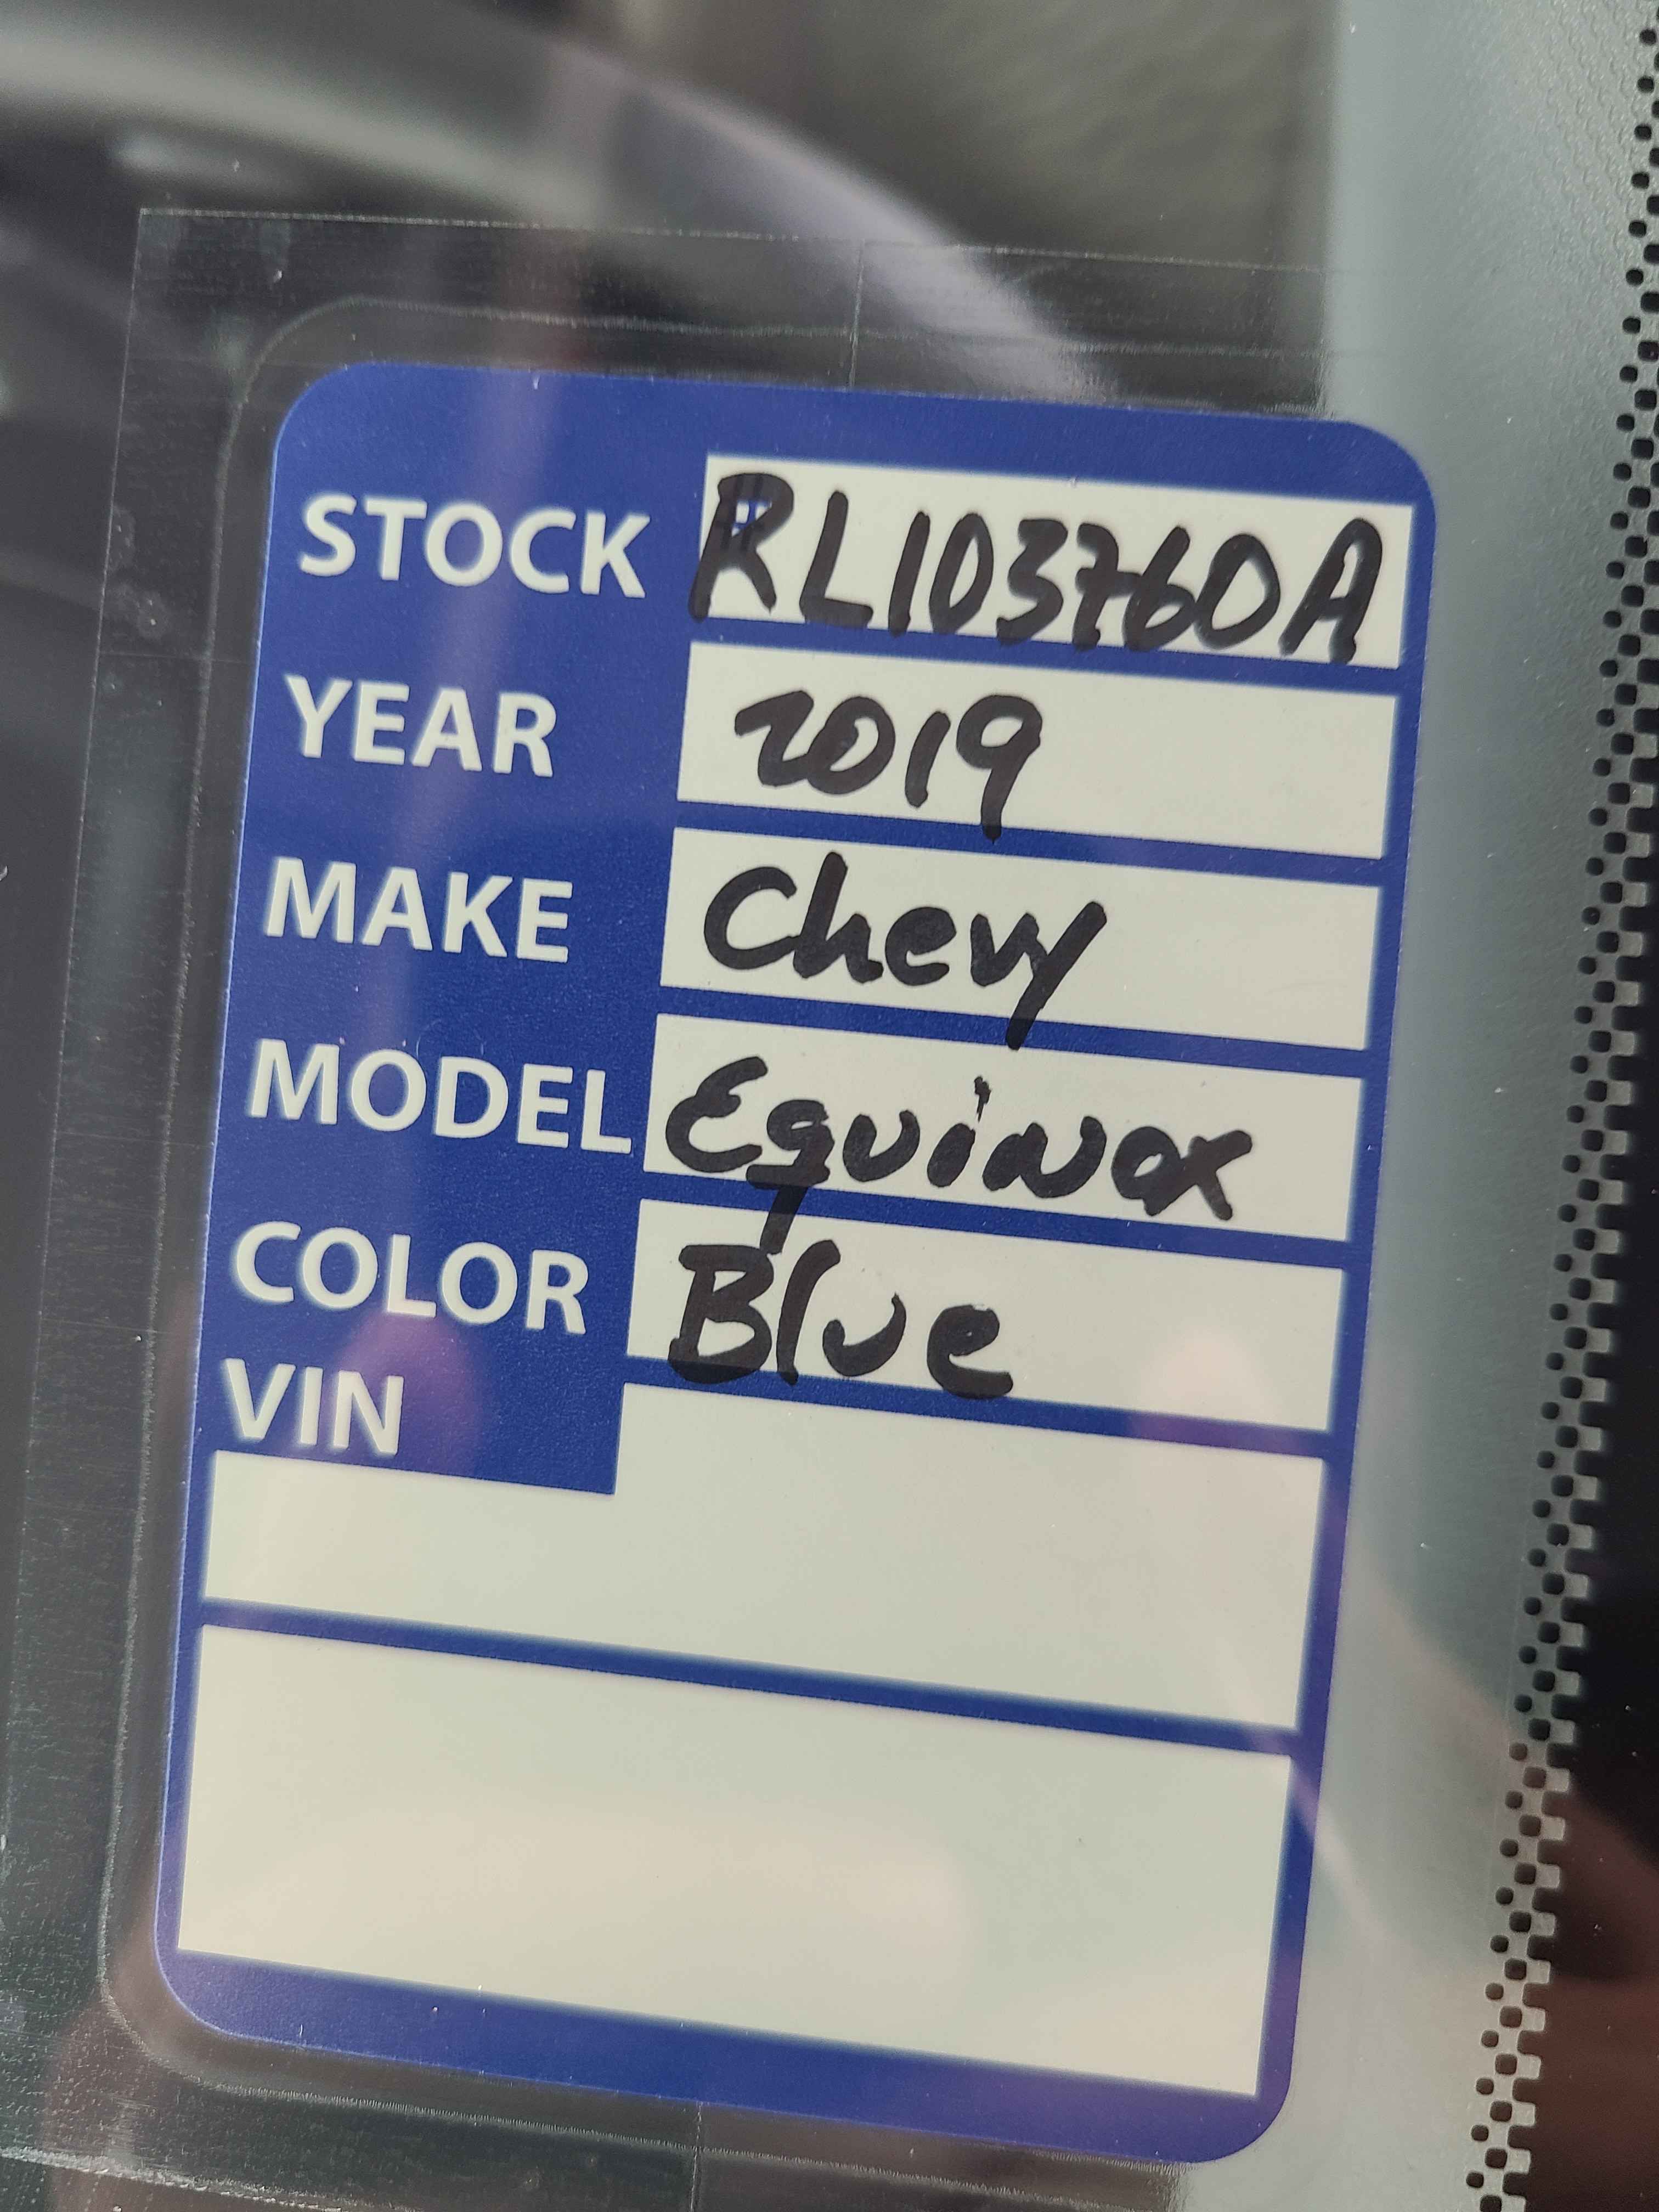 STOCK RL103760A
YEAR 2019
MAKE Chevy
MODEL Equinox
COLOR Blue
VIN